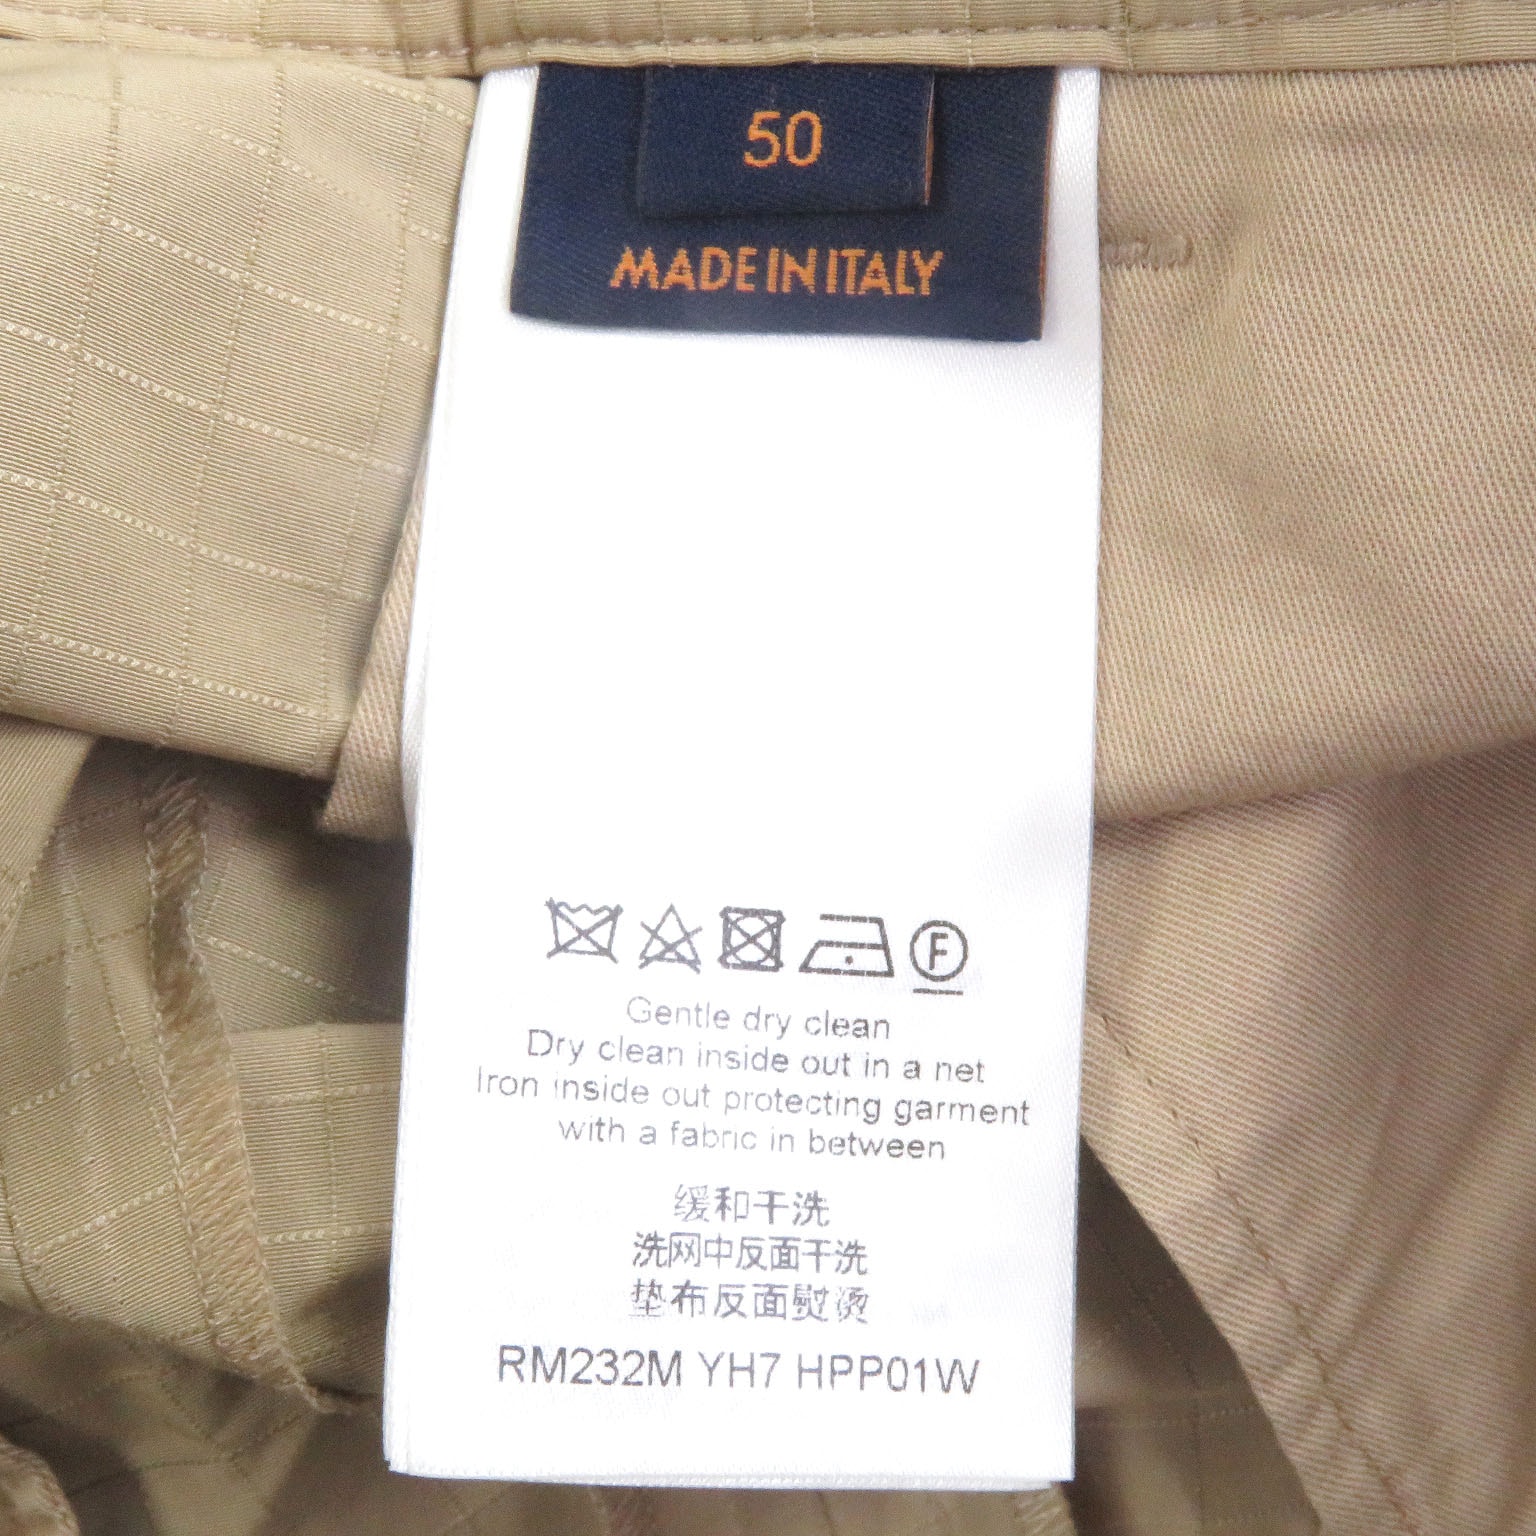 50
MADE IN ITALY
F
Gentle dry clean
Dry clean inside out in a net
Iron inside out protecting garment
with a fabric in between
缓和干洗
洗网中反面干洗
垫布反面熨烫
RM232M YH7 HPP01W